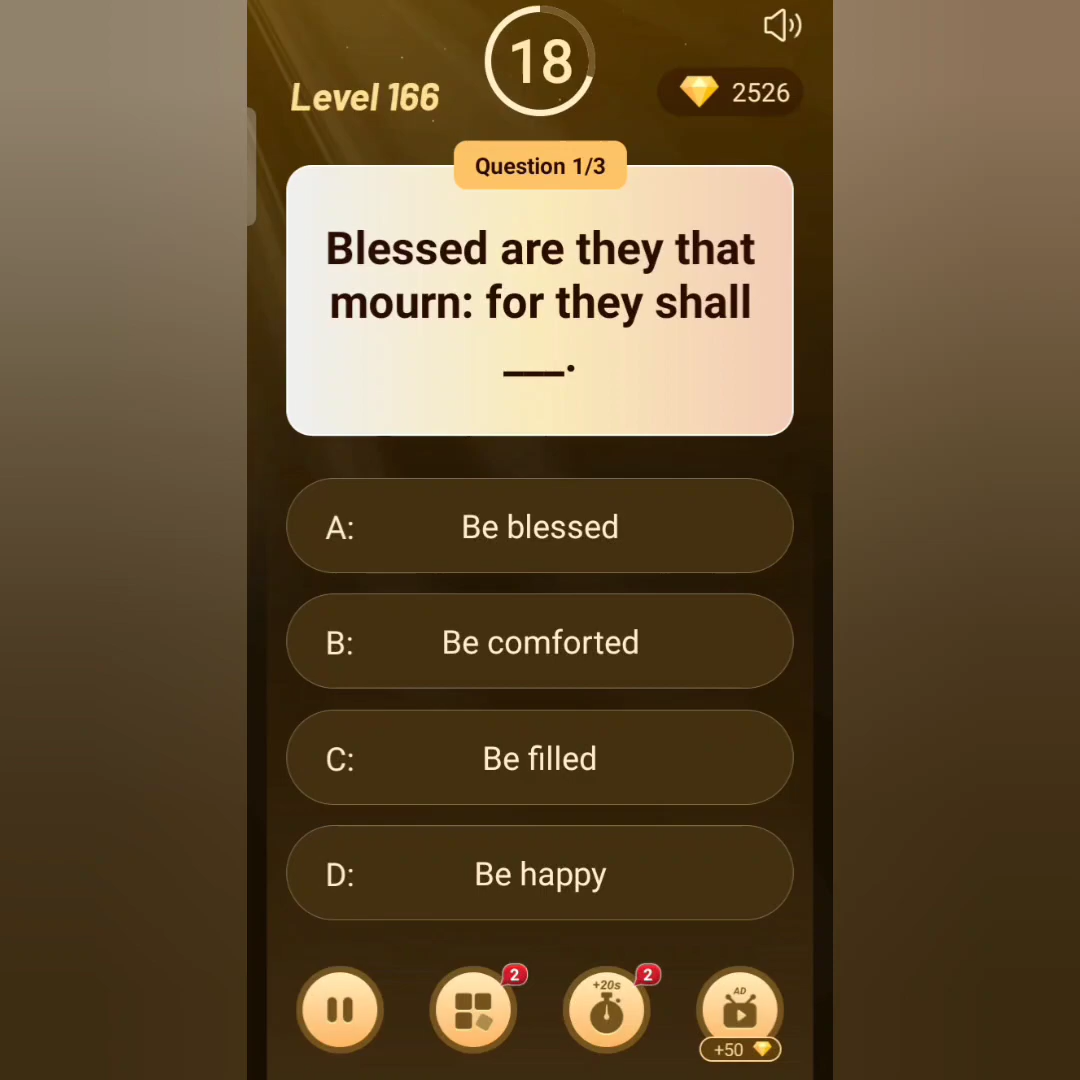 18
Level 166
2526
Question 1/3
Blessed are they that
mourn: for they shall
___.
A: Be blessed
B: Be comforted
C: Be filled
D: Be happy
2
+20s
2
AD
+50